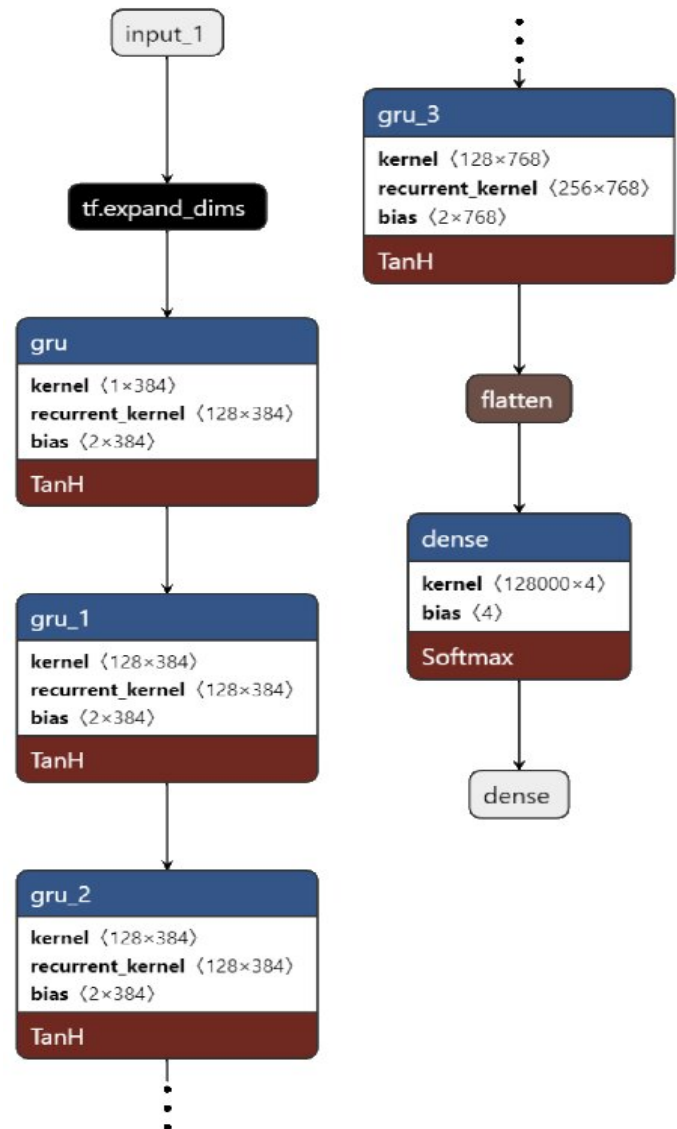 input_1
tf.expand_dims
gru
kernel ⟨1×384⟩
recurrent_kernel ⟨128×384⟩
bias ⟨2×384⟩
TanH
gru_1
kernel ⟨128×384⟩
recurrent_kernel ⟨128×384⟩
bias ⟨2×384⟩
TanH
gru_2
kernel ⟨128×384⟩
recurrent_kernel ⟨128×384⟩
bias ⟨2×384⟩
TanH
gru_3
kernel ⟨128×768⟩
recurrent_kernel ⟨256×768⟩
bias ⟨2×768⟩
TanH
flatten
dense
kernel ⟨128000×4⟩
bias ⟨4⟩
Softmax
dense